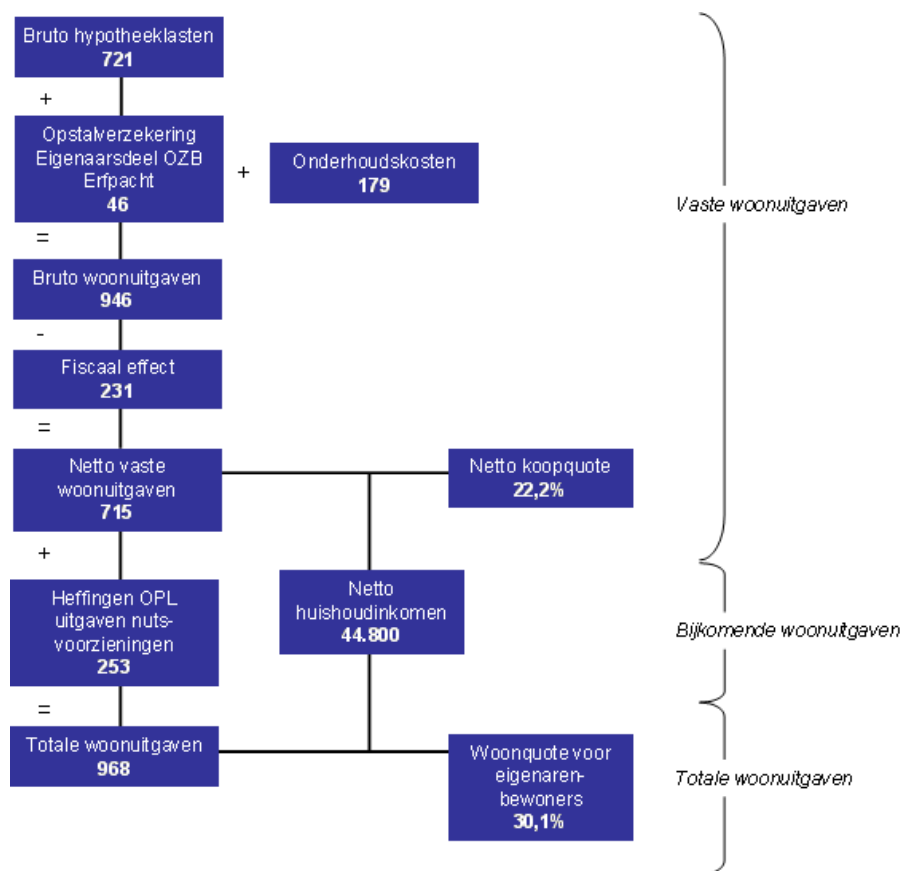 Bruto hypotheeklasten
721
+
Opstalverzekering
Eigenaarsdeel OZB
Erfpacht
46
+
Onderhoudskosten
179
=
Bruto woonuitgaven
946
-
Fiscaal effect
231
=
Netto vaste
woonuitgaven
715
Netto koopquote
22,2%
+
Heffingen OPL
uitgaven nuts-
voorzieningen
253
Netto
huishoudinkomen
44.800
=
Totale woonuitgaven
968
Woonquote voor
eigenaren-
bewoners
30,1%
Vaste woonuitgaven
Bijkomende woonuitgaven
Totale woonuitgaven